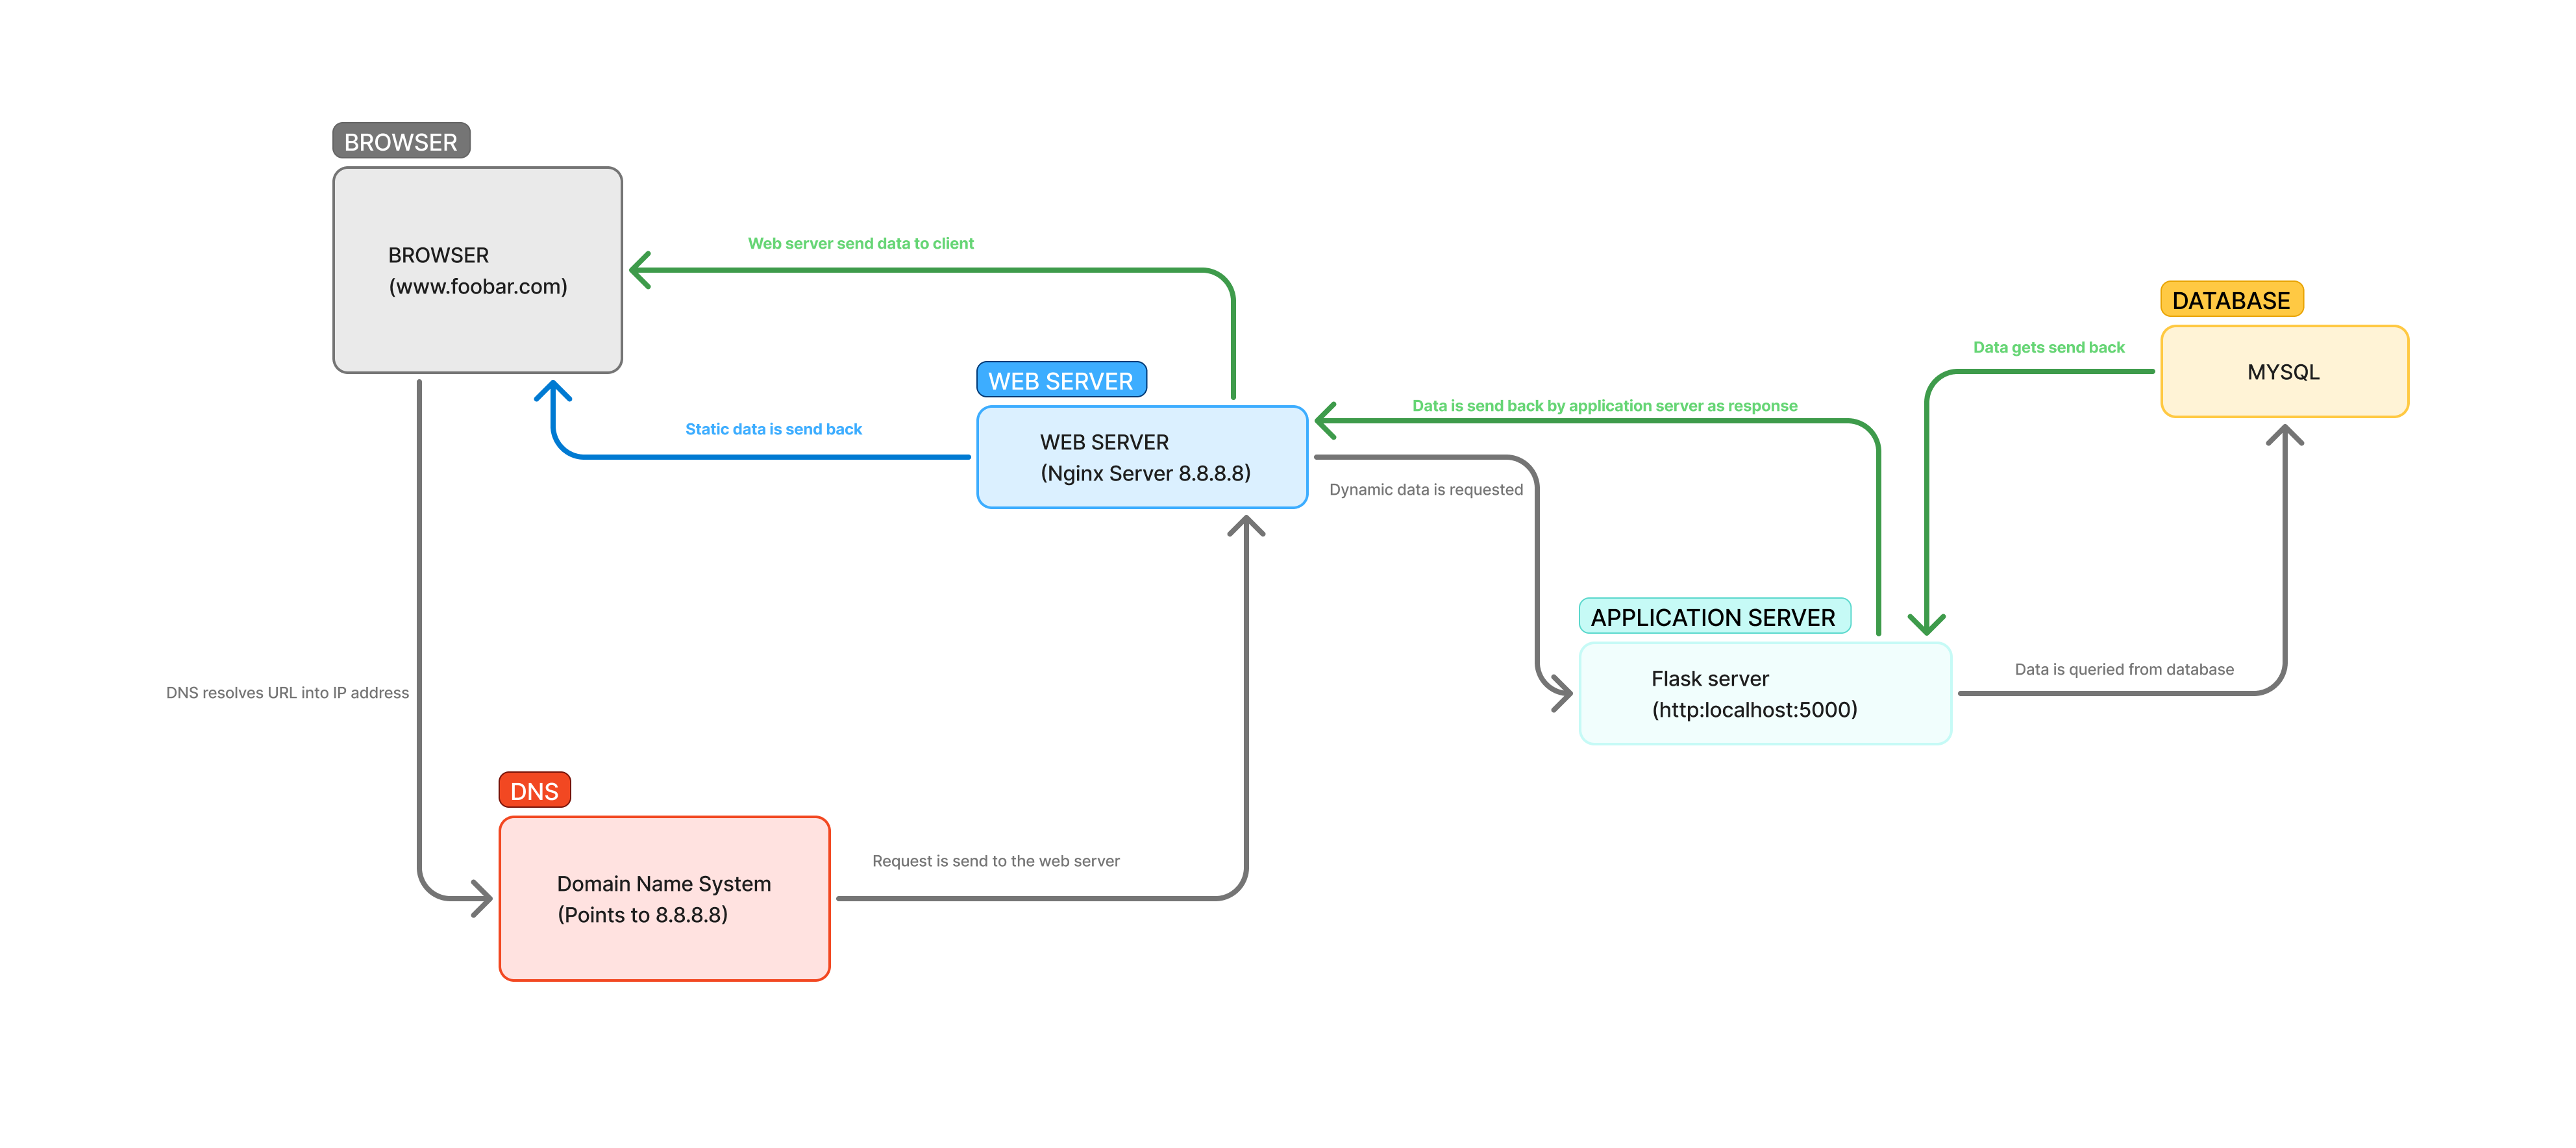 BROWSER
BROWSER
(www.foobar.com)
Web server send data to client
DATABASE
Data gets send back
MYSQL
WEB SERVER
Static data is send back
WEB SERVER
(Nginx Server 8.8.8.8)
Data is send back by application server as response
Dynamic data is requested
APPLICATION SERVER
Flask server
(http:localhost:5000)
Data is queried from database
DNS resolves URL into IP address
DNS
Domain Name System
(Points to 8.8.8.8)
Request is send to the web server